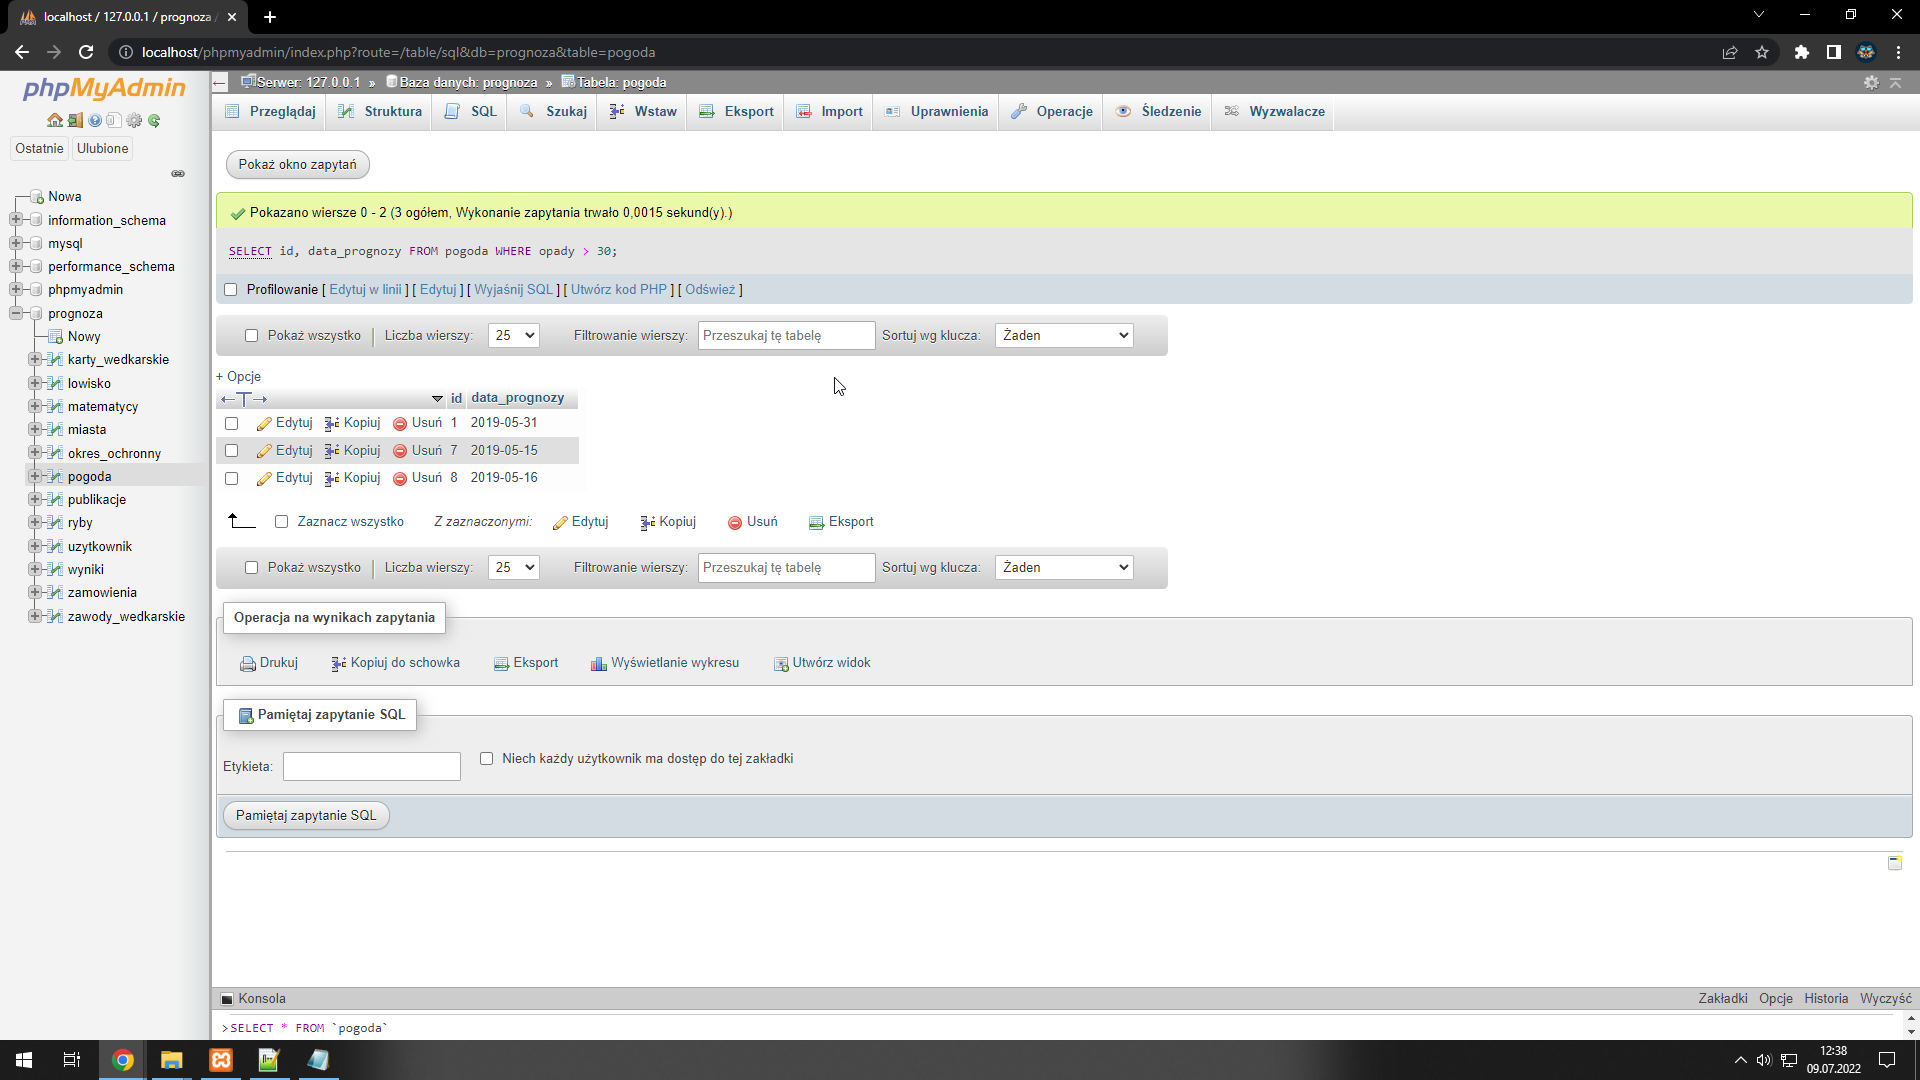 localhost / 127.0.0.1 / prognoza /
localhost/phpmyadmin/index.php?route=/table/sql&db=prognoza&table=pogoda
phpMyAdmin
Ostatnie Ulubione
Nowa
information_schema
mysql
performance_schema
phpmyadmin
prognoza
Nowy
karty_wedkarskie
lowisko
matematycy
miasta
okres_ochronny
pogoda
publikacje
ryby
uzytkownik
wyniki
zamowienia
zawody_wedkarskie
Serwer: 127.0.0.1 » Baza danych: prognoza » Tabela: pogoda
Przeglądaj Struktura SQL Szukaj Wstaw Eksport Import Uprawnienia Operacje Śledzenie Wyzwalacze
Pokaż okno zapytań
Pokazano wiersze 0 - 2 (3 ogółem, Wykonanie zapytania trwało 0,0015 sekund(y).)
SELECT id, data_prognozy FROM pogoda WHERE opady > 30;
Profilowanie [ Edytuj w linii ] [ Edytuj ] [ Wyjaśnij SQL ] [ Utwórz kod PHP ] [ Odśwież ]
Pokaż wszystko | Liczba wierszy: 25 Filtrowanie wierszy: Przeszukaj tę tabelę Sortuj wg klucza: Żaden
+ Opcje
←T→ id data_prognozy
Edytuj Kopiuj Usuń 1 2019-05-31
Edytuj Kopiuj Usuń 7 2019-05-15
Edytuj Kopiuj Usuń 8 2019-05-16
Zaznacz wszystko Z zaznaczonymi: Edytuj Kopiuj Usuń Eksport
Pokaż wszystko | Liczba wierszy: 25 Filtrowanie wierszy: Przeszukaj tę tabelę Sortuj wg klucza: Żaden
Operacja na wynikach zapytania
Drukuj Kopiuj do schowka Eksport Wyświetlanie wykresu Utwórz widok
Pamiętaj zapytanie SQL
Etykieta: Niech każdy użytkownik ma dostęp do tej zakładki
Pamiętaj zapytanie SQL
Konsola Zakładki Opcje Historia Wyczyść
>SELECT * FROM `pogoda`
12:38
09.07.2022